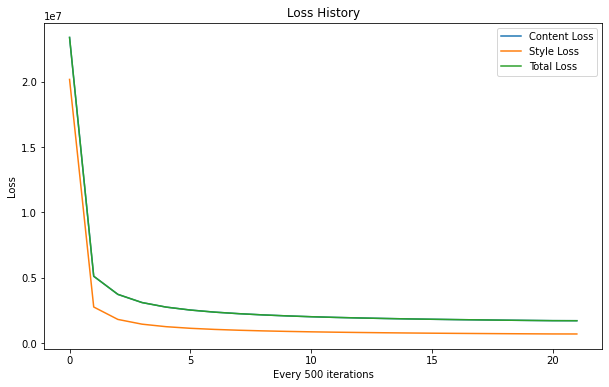 Loss History
1e7
Content Loss
Style Loss
Total Loss
2.0
1.5
1.0
0.5
0.0
Loss
0 5 10 15 20
Every 500 iterations